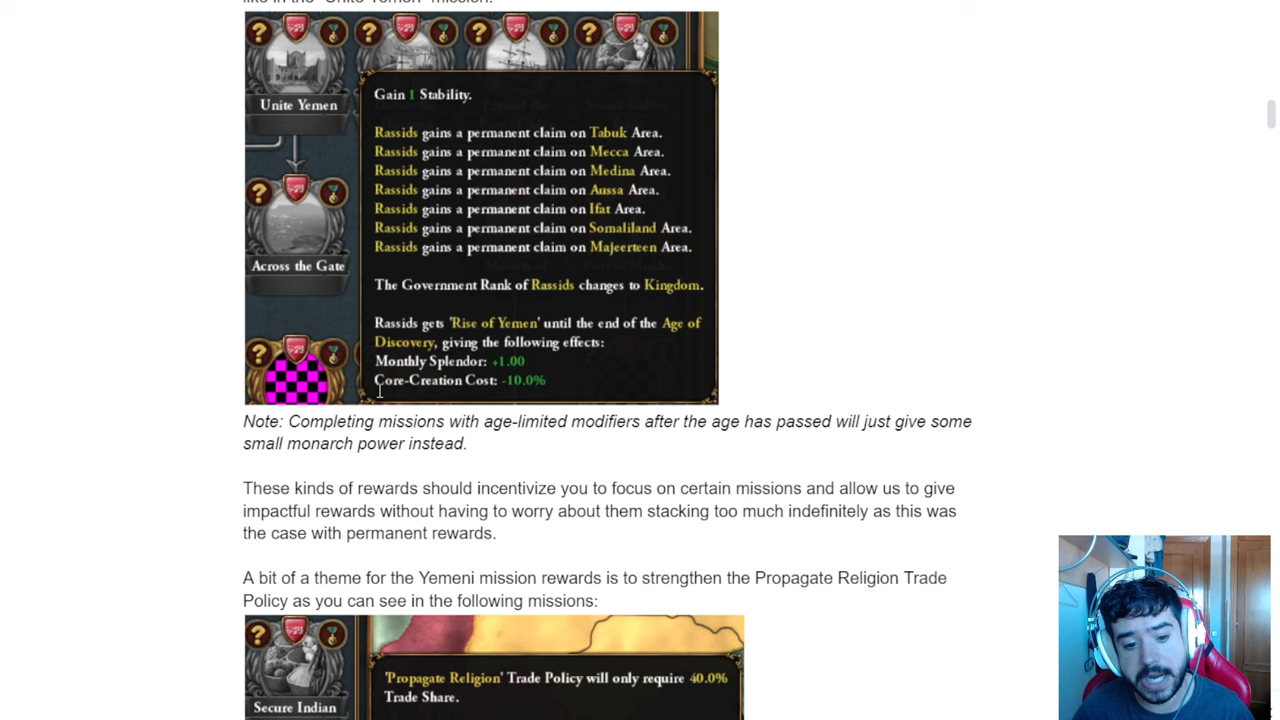 like in the "Unite Yemen" mission.
Unite Yemen
Gain 1 Stability.
Rassids gains a permanent claim on Tabuk Area.
Rassids gains a permanent claim on Mecca Area.
Rassids gains a permanent claim on Medina Area.
Rassids gains a permanent claim on Aussa Area.
Rassids gains a permanent claim on Ifat Area.
Rassids gains a permanent claim on Somaliland Area.
Rassids gains a permanent claim on Majeerteen Area.
Across the Gate
The Government Rank of Rassids changes to Kingdom.
Rassids gets 'Rise of Yemen' until the end of the Age of
Discovery, giving the following effects:
Monthly Splendor: +1.00
Core-Creation Cost: -10.0%
Note: Completing missions with age-limited modifiers after the age has passed will just give some
small monarch power instead.
These kinds of rewards should incentivize you to focus on certain missions and allow us to give
impactful rewards without having to worry about them stacking too much indefinitely as this was
the case with permanent rewards.
A bit of a theme for the Yemeni mission rewards is to strengthen the Propagate Religion Trade
Policy as you can see in the following missions:
'Propagate Religion' Trade Policy will only require 40.0%
Trade Share.
Secure Indian